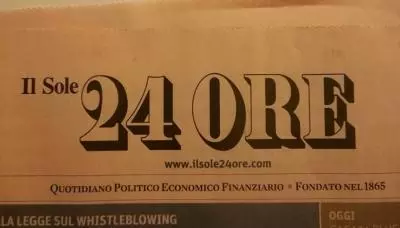 Il Sole 24 ORE
www.ilsole24ore.com
QUOTIDIANO POLITICO ECONOMICO FINANZIARIO • FONDATO NEL 1865
LA LEGGE SUL WHISTLEBLOWING
OGGI